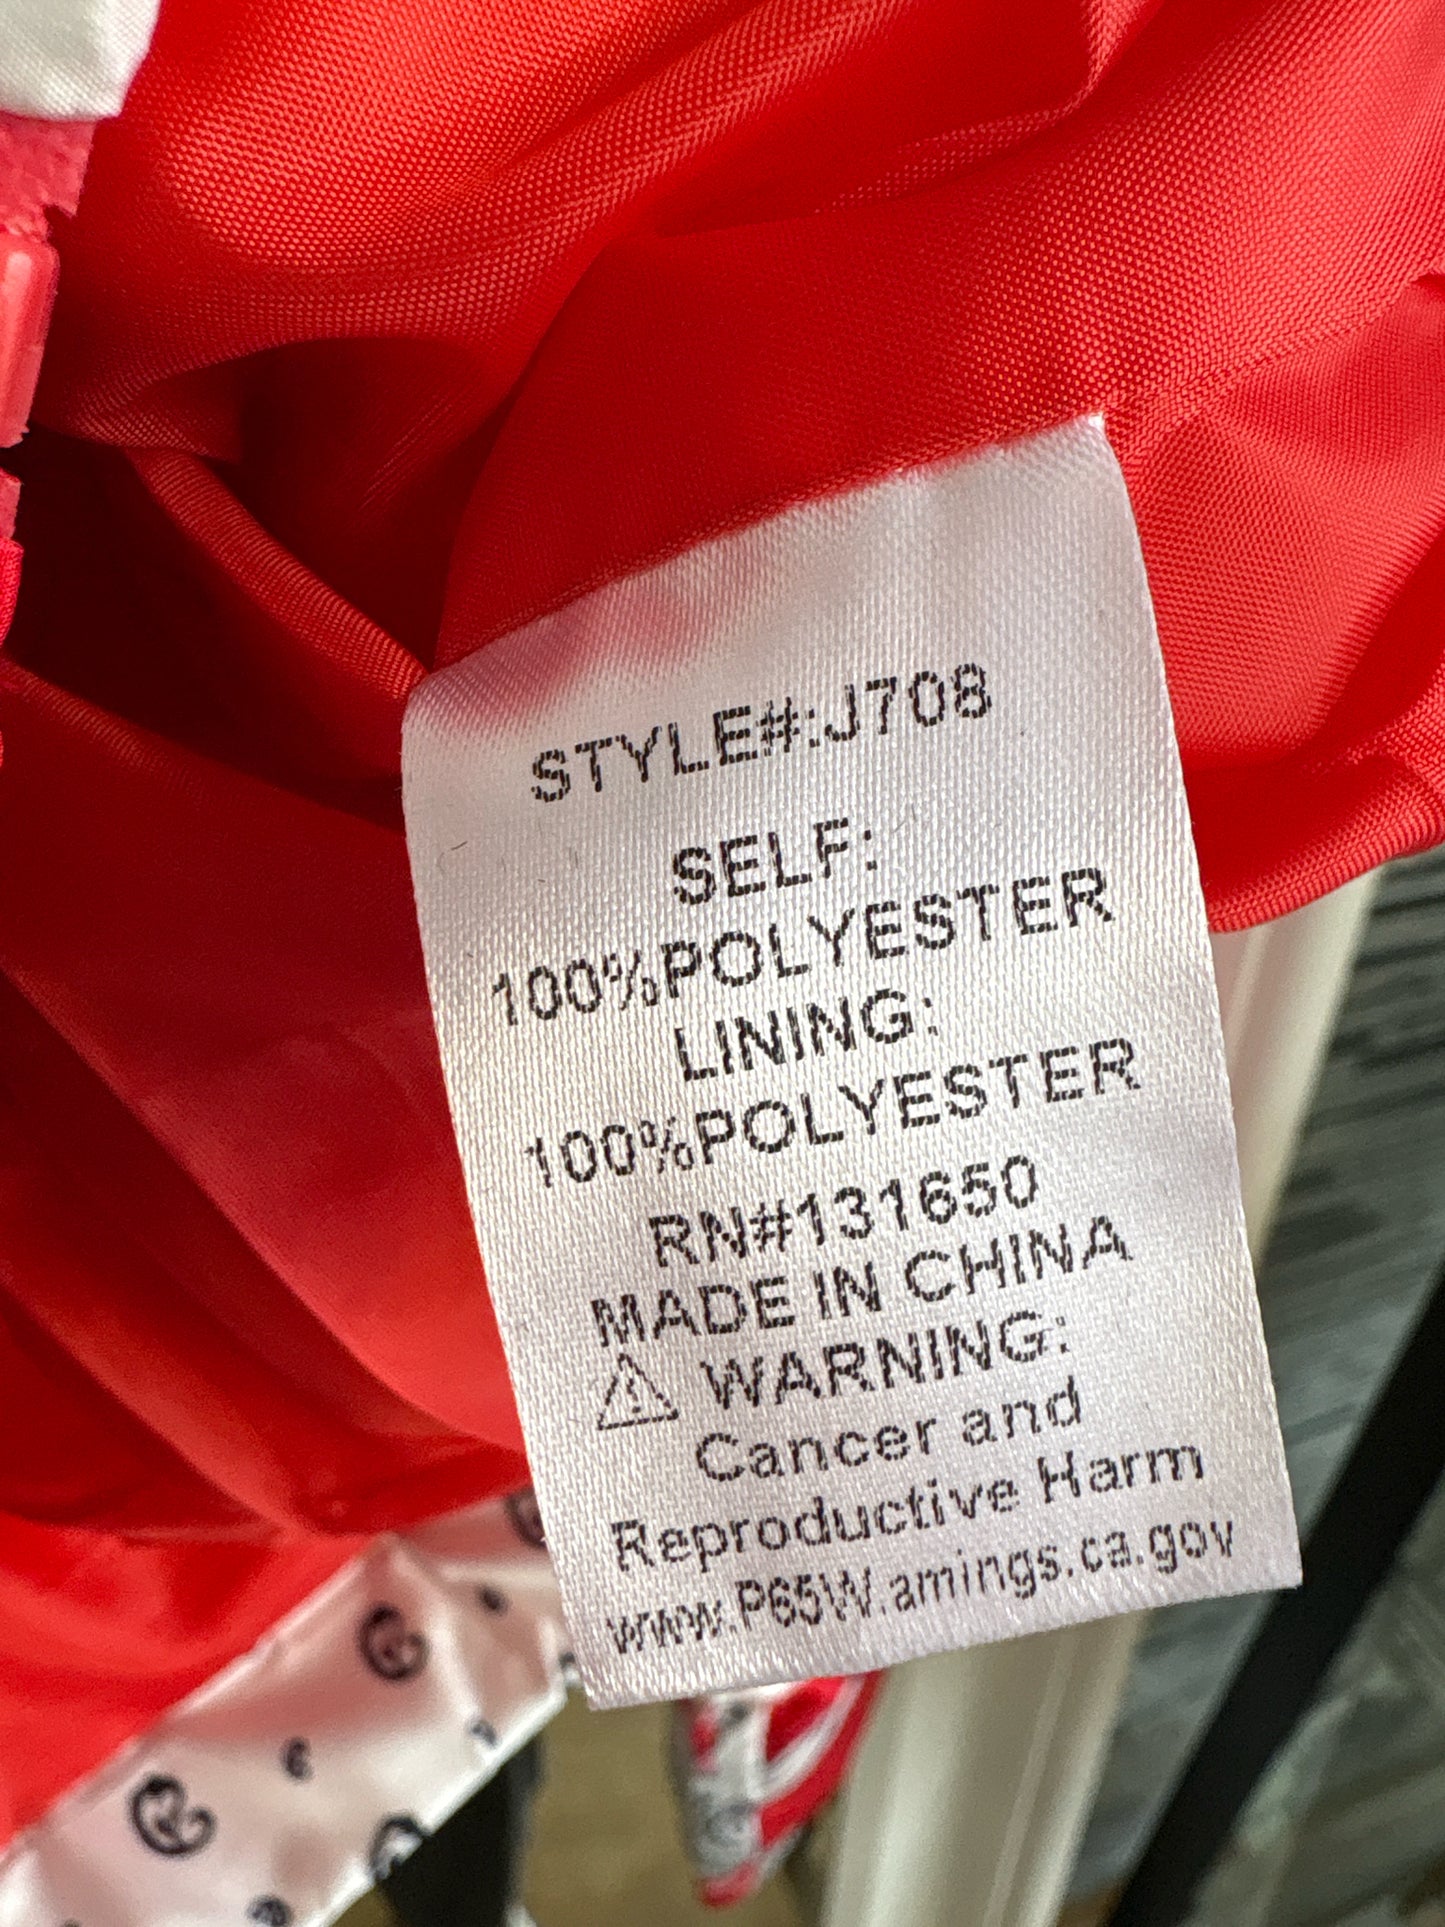 STYLE#:J708
SELF:
100%POLYESTER
LINING:
100%POLYESTER
RN#131650
MADE IN CHINA
⚠ WARNING:
Cancer and
Reproductive Harm
www.P65W.amings.ca.gov